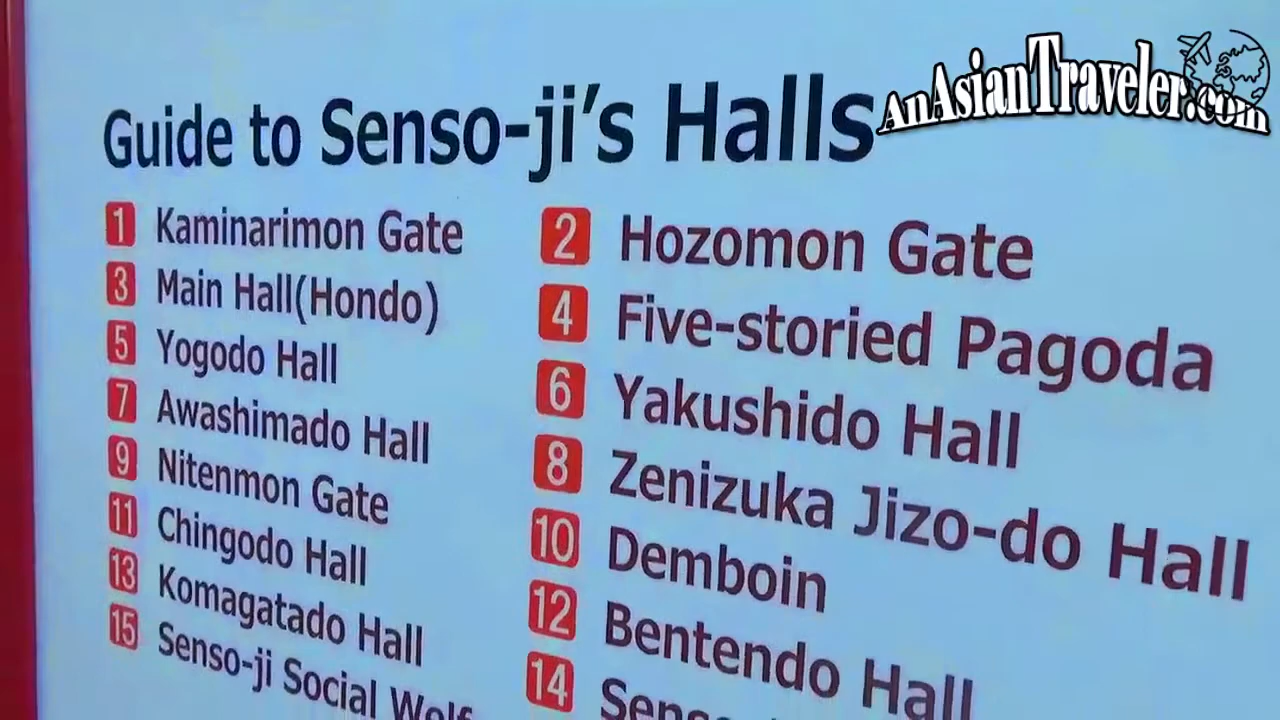 AnAsianTraveler.com
Guide to Senso-ji's Halls
1 Kaminarimon Gate
2 Hozomon Gate
3 Main Hall(Hondo)
4 Five-storied Pagoda
5 Yogodo Hall
6 Yakushido Hall
7 Awashimado Hall
8 Zenizuka Jizo-do Hall
9 Nitenmon Gate
10 Demboin
11 Chingodo Hall
12 Bentendo Hall
13 Komagatado Hall
14
15 Senso-ji Social